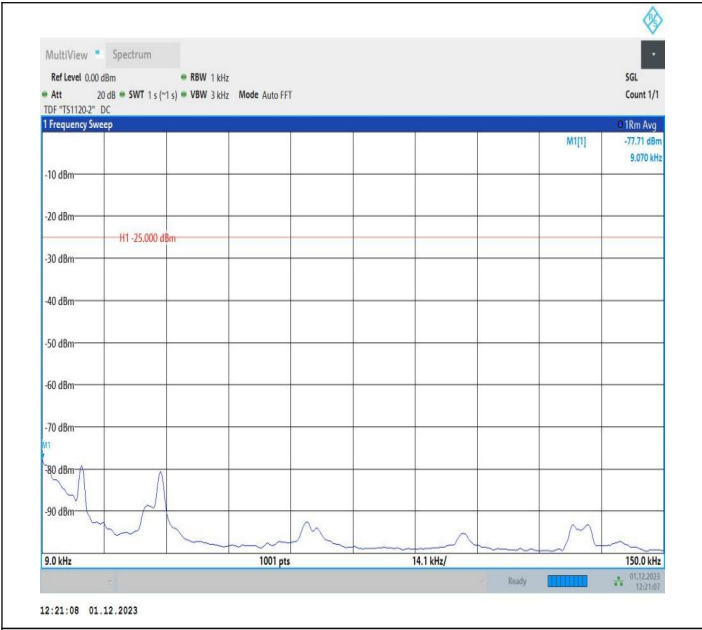 MultiView Spectrum
Ref Level 0.00 dBm RBW 1 kHz SGL
Att 20 dB SWT 1 s (~1 s) VBW 3 kHz Mode Auto FFT Count 1/1
TDF "TS1120-2" DC
1 Frequency Sweep 1Rm Avg
M1[1] -77.71 dBm
9.070 kHz
-10 dBm
-20 dBm
H1 -25.000 dBm
-30 dBm
-40 dBm
-50 dBm
-60 dBm
-70 dBm
M1
-80 dBm
-90 dBm
9.0 kHz 1001 pts 14.1 kHz/ 150.0 kHz
Ready 01.12.2023
12:21:07
12:21:08 01.12.2023